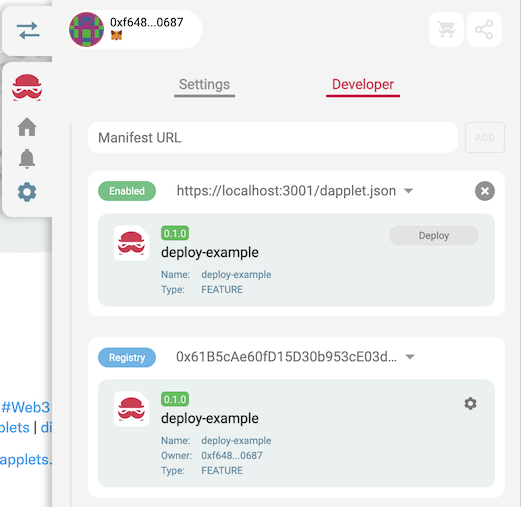 0xf648...0687
Settings
Developer
Manifest URL
ADD
Enabled
https://localhost:3001/dapplet.json
0.1.0
Deploy
deploy-example
Name: deploy-example
Type: FEATURE
Registry
0x61B5cAe60fD15D30b953cE03d...
0.1.0
deploy-example
Name: deploy-example
Owner: 0xf648...0687
Type: FEATURE
#Web3
plets | di
applets.